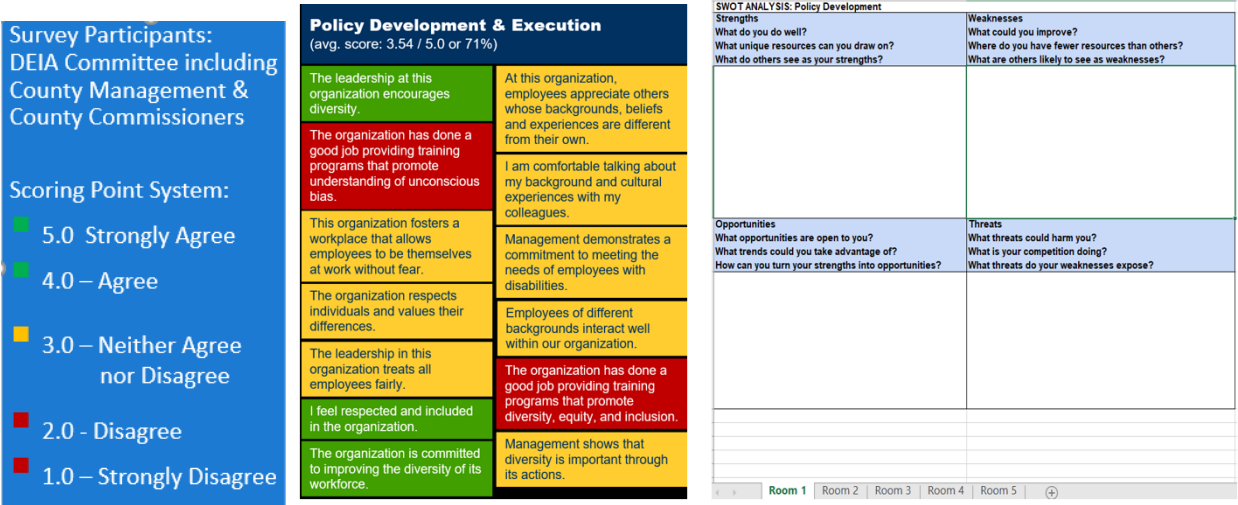 Survey Participants:
DEIA Committee including
County Management &
County Commissioners
Scoring Point System:
5.0 Strongly Agree
4.0 – Agree
3.0 – Neither Agree
nor Disagree
2.0 - Disagree
1.0 – Strongly Disagree
Policy Development & Execution
(avg. score: 3.54 / 5.0 or 71%)
The leadership at this
organization encourages
diversity.
The organization has done a
good job providing training
programs that promote
understanding of unconscious
bias.
This organization fosters a
workplace that allows
employees to be themselves
at work without fear.
The organization respects
individuals and values their
differences.
The leadership in this
organization treats all
employees fairly.
I feel respected and included
in the organization.
The organization is committed
to improving the diversity of its
workforce.
At this organization,
employees appreciate others
whose backgrounds, beliefs
and experiences are different
from their own.
I am comfortable talking about
my background and cultural
experiences with my
colleagues.
Management demonstrates a
commitment to meeting the
needs of employees with
disabilities.
Employees of different
backgrounds interact well
within our organization.
The organization has done a
good job providing training
programs that promote
diversity, equity, and inclusion.
Management shows that
diversity is important through
its actions.
SWOT ANALYSIS: Policy Development
Strengths
What do you do well?
What unique resources can you draw on?
What do others see as your strengths?
Weaknesses
What could you improve?
Where do you have fewer resources than others?
What are others likely to see as weaknesses?
Opportunities
What opportunities are open to you?
What trends could you take advantage of?
How can you turn your strengths into opportunities?
Threats
What threats could harm you?
What is your competition doing?
What threats do your weaknesses expose?
Room 1 Room 2 Room 3 Room 4 Room 5